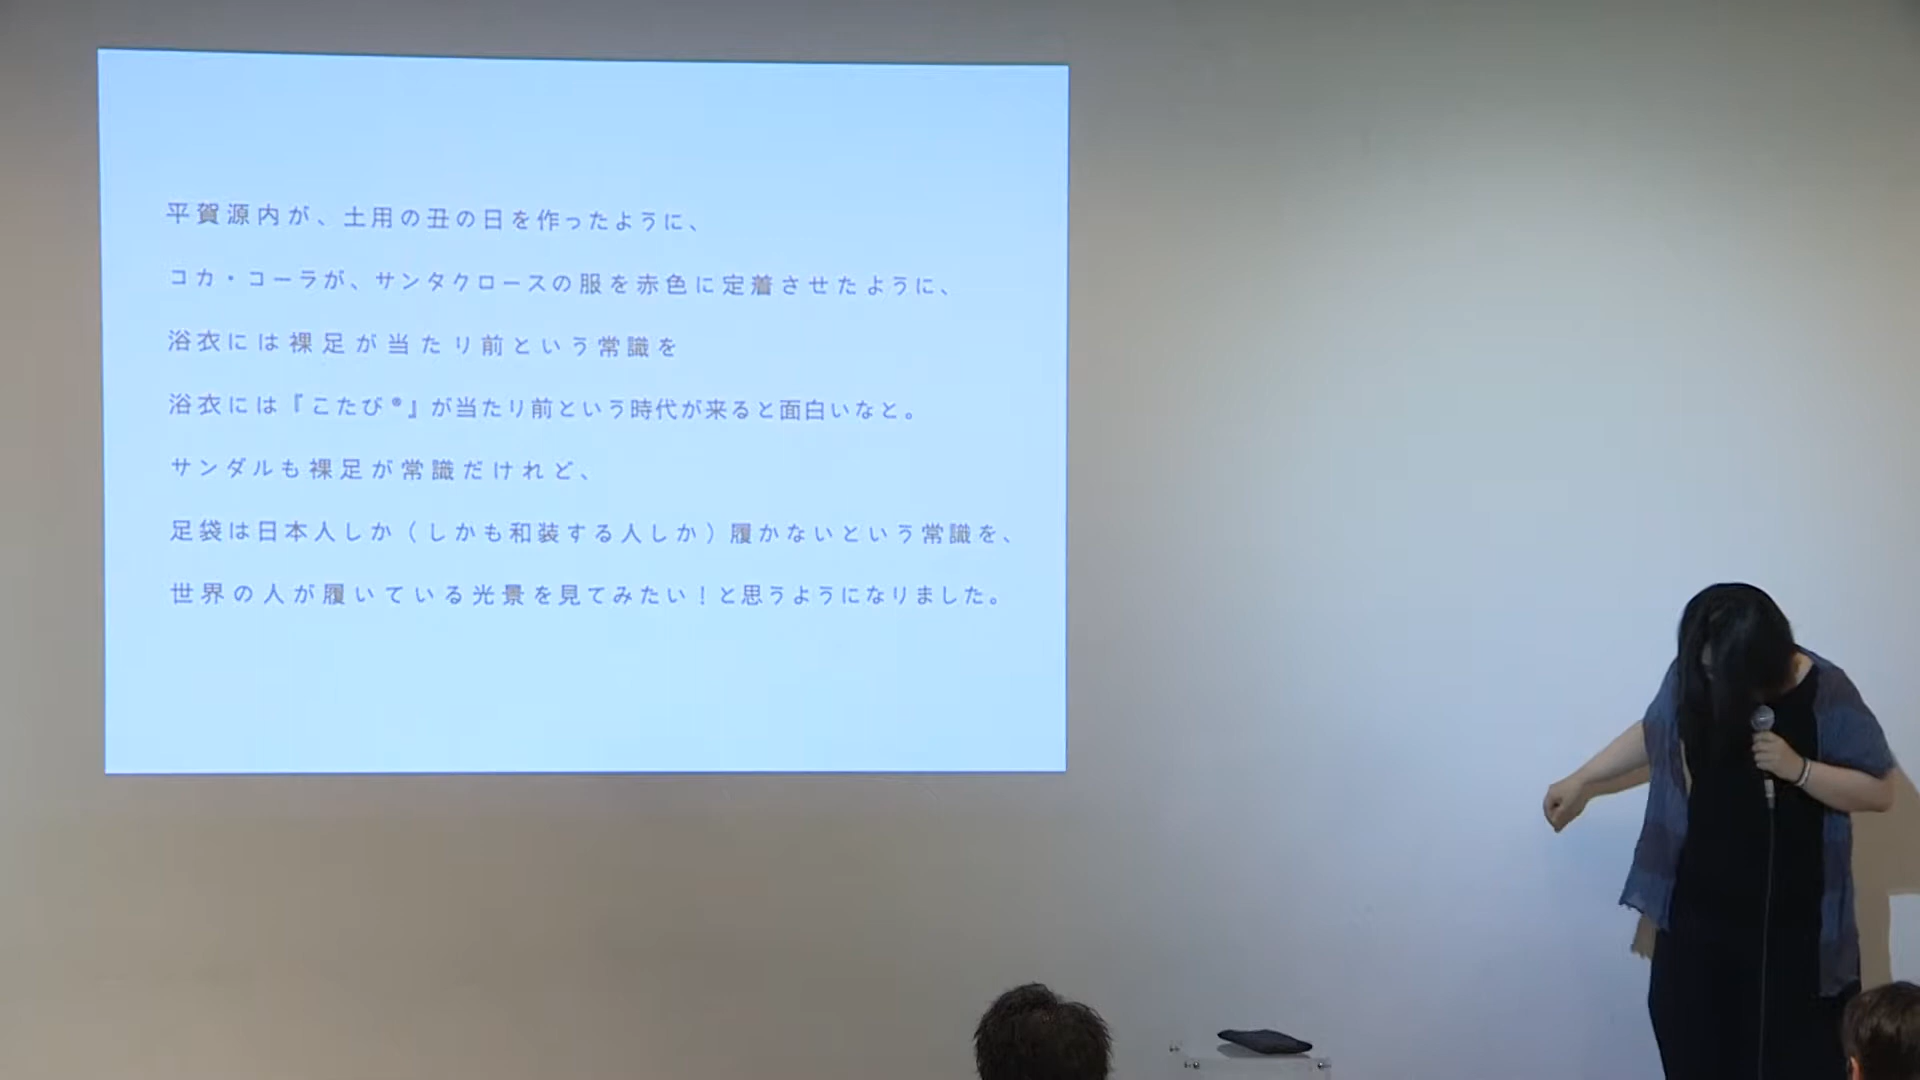 平賀源内が、土用の丑の日を作ったように、
コカ・コーラが、サンタクロースの服を赤色に定着させたように、
浴衣には裸足が当たり前という常識を
浴衣には『こたび®』が当たり前という時代が来ると面白いなと。
サンダルも裸足が常識だけれど、
足袋は日本人しか（しかも和装する人しか）履かないという常識を、
世界の人が履いている光景を見てみたい！と思うようになりました。